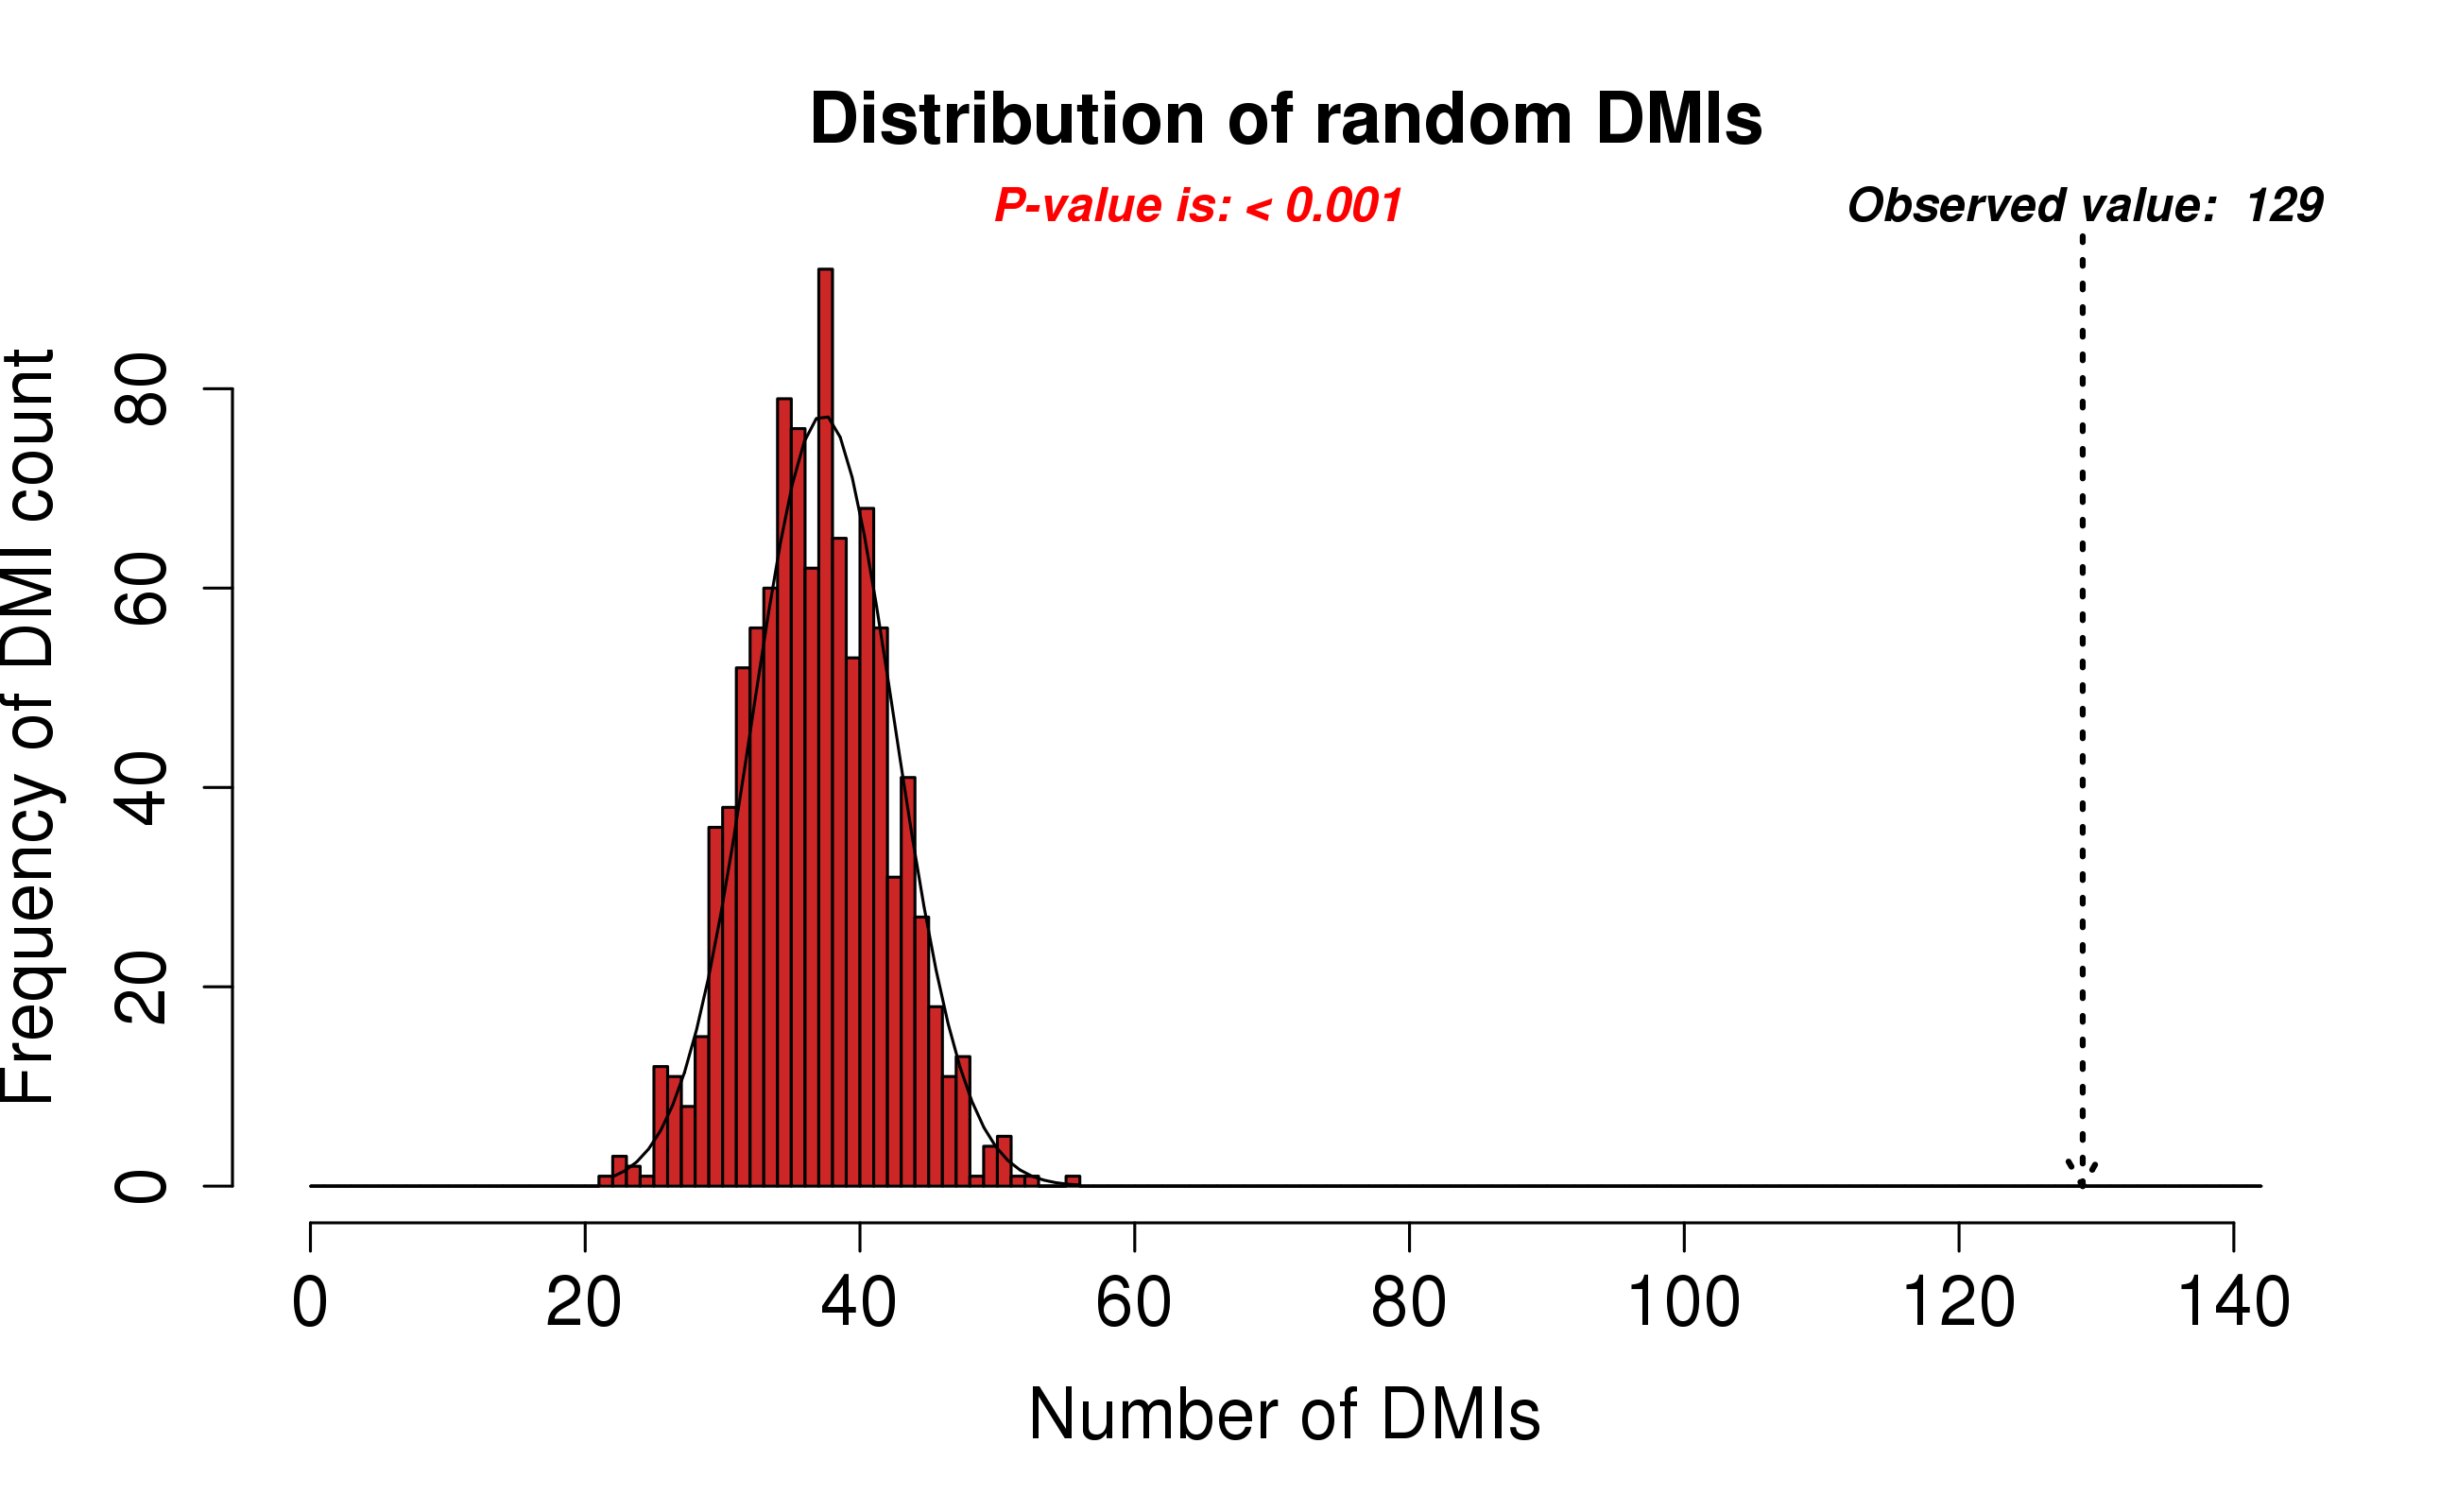 Distribution of random DMIs
P-value is: < 0.001
Observed value: 129
Frequency of DMI count
80
60
40
20
0
0 20 40 60 80 100 120 140
Number of DMIs